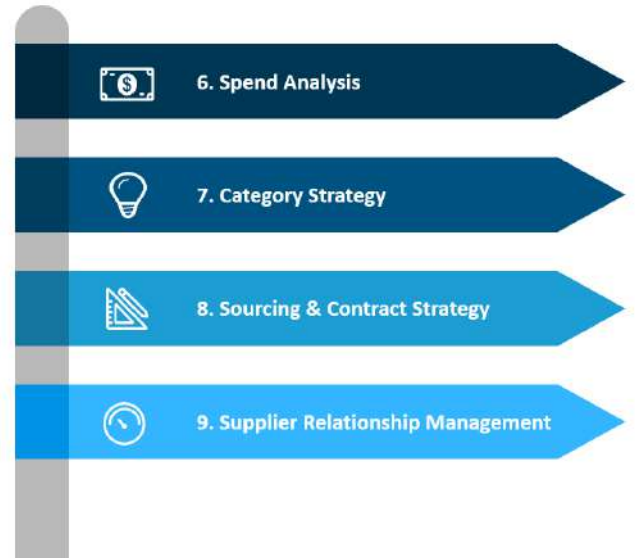 6. Spend Analysis
7. Category Strategy
8. Sourcing & Contract Strategy
9. Supplier Relationship Management